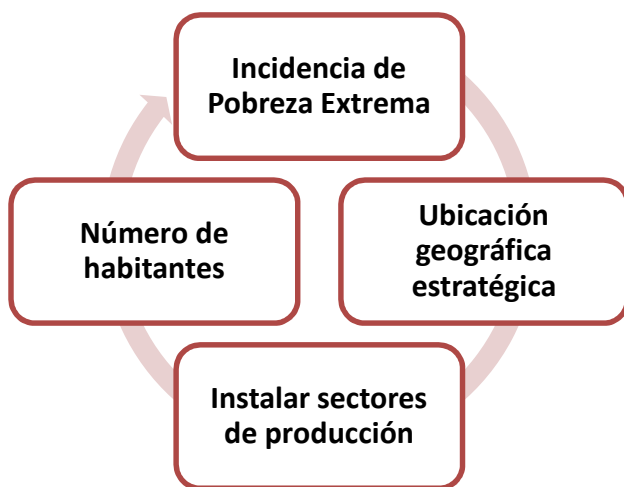 Incidencia de
Pobreza Extrema
Ubicación
geográfica
estratégica
Instalar sectores
de producción
Número de
habitantes